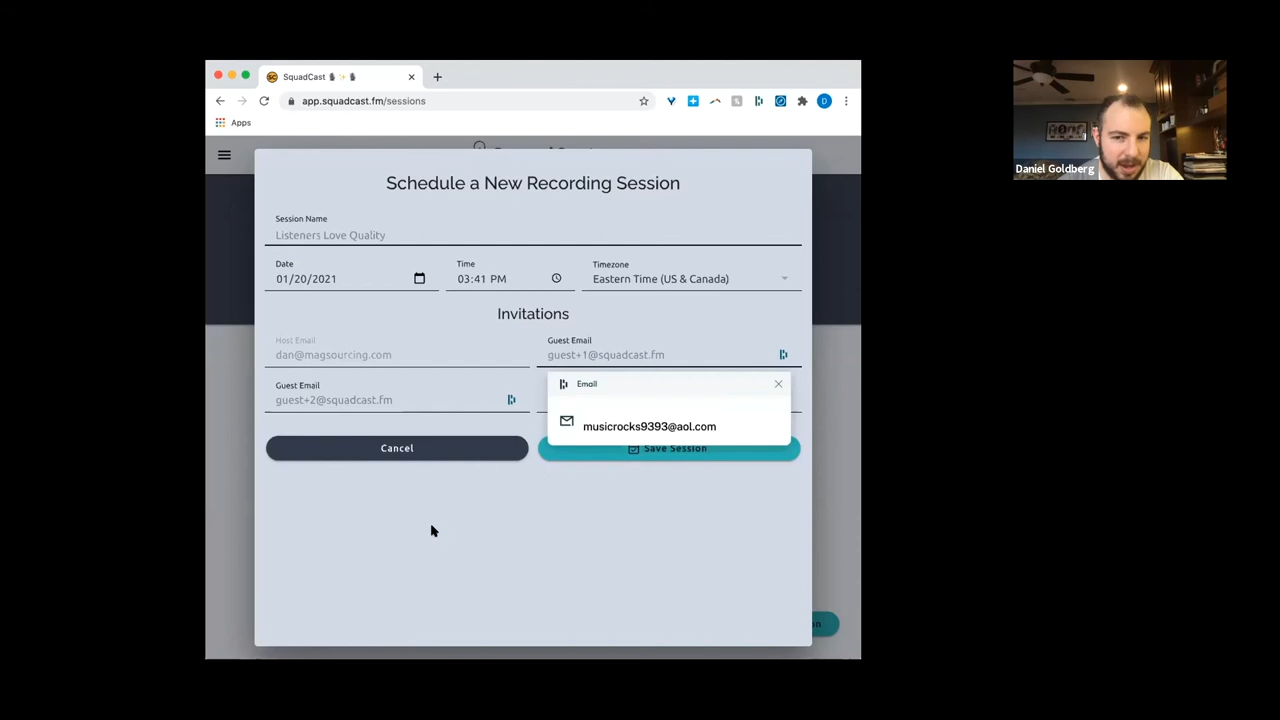 SquadCast
app.squadcast.fm/sessions
Apps
Schedule a New Recording Session
Session Name
Listeners Love Quality
Date
Time
Timezone
01/20/2021
03:41 PM
Eastern Time (US & Canada)
Invitations
Host Email
Guest Email
dan@magsourcing.com
guest+1@squadcast.fm
Guest Email
Email
guest+2@squadcast.fm
musicrocks9393@aol.com
Cancel
Save Session
Daniel Goldberg